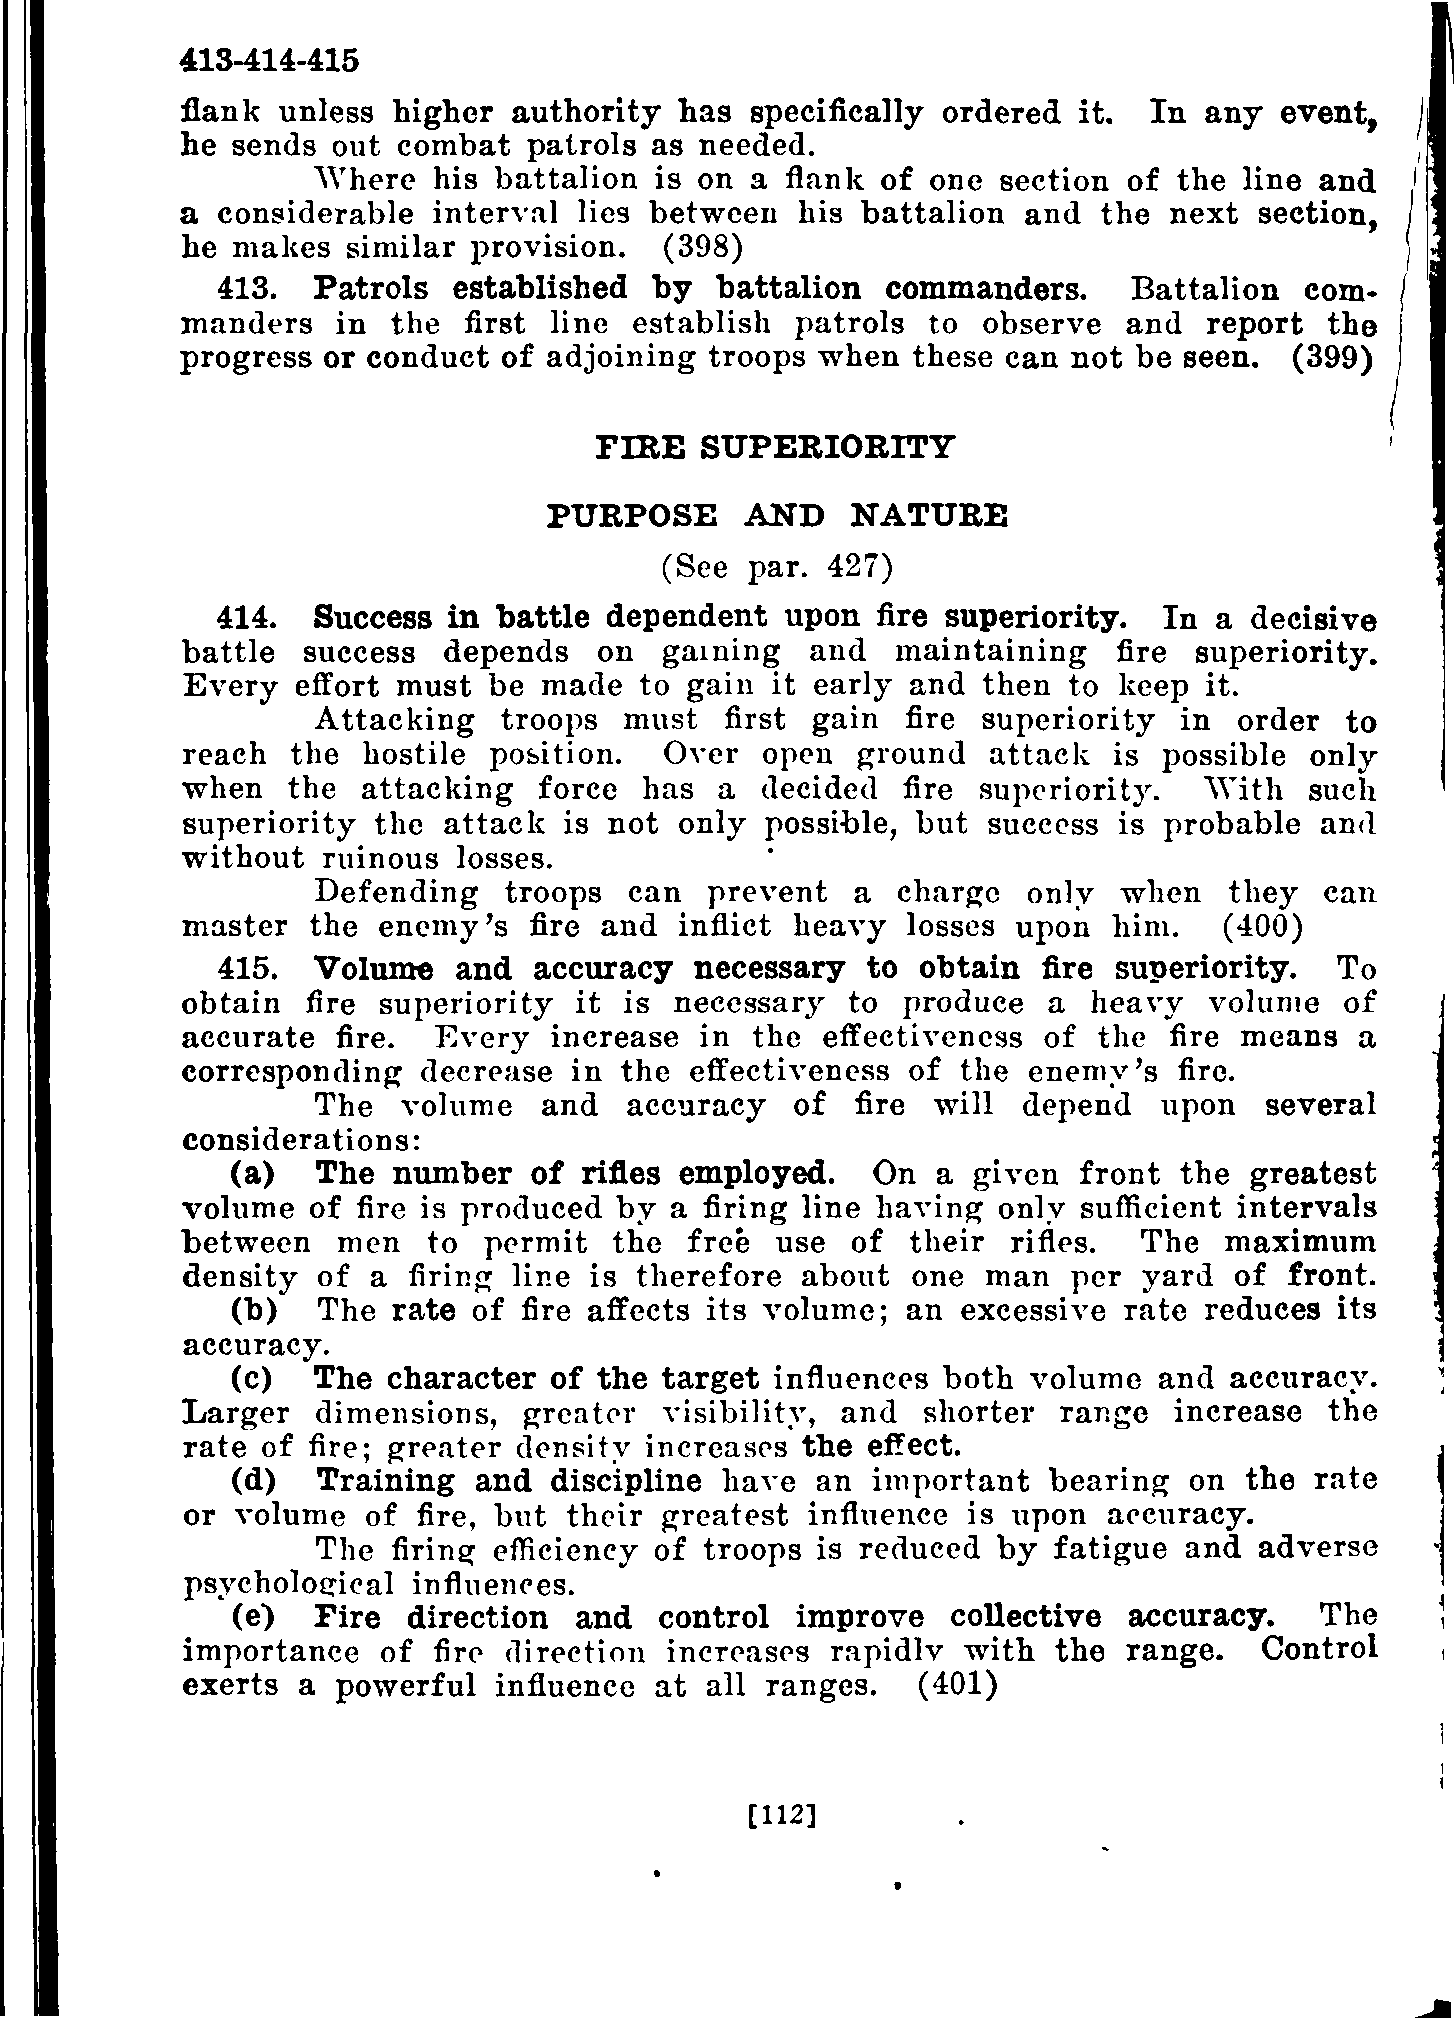 413-414-415
flank unless higher authority has specifically ordered it. In any event,
he sends out combat patrols as needed.
Where his battalion is on a flank of one section of the line and
a considerable interval lies between his battalion and the next section,
he makes similar provision. (398)
413. Patrols established by battalion commanders. Battalion com-
manders in the first line establish patrols to observe and report the
progress or conduct of adjoining troops when these can not be seen. (399)
FIRE SUPERIORITY
PURPOSE AND NATURE
(See par. 427)
414. Success in battle dependent upon fire superiority. In a decisive
battle success depends on gaining and maintaining fire superiority.
Every effort must be made to gain it early and then to keep it.
Attacking troops must first gain fire superiority in order to
reach the hostile position. Over open ground attack is possible only
when the attacking force has a decided fire superiority. With such
superiority the attack is not only possible, but success is probable and
without ruinous losses.
Defending troops can prevent a charge only when they can
master the enemy's fire and inflict heavy losses upon him. (400)
415. Volume and accuracy necessary to obtain fire superiority. To
obtain fire superiority it is necessary to produce a heavy volume of
accurate fire. Every increase in the effectiveness of the fire means a
corresponding decrease in the effectiveness of the enemy's fire.
The volume and accuracy of fire will depend upon several
considerations:
(a) The number of rifles employed. On a given front the greatest
volume of fire is produced by a firing line having only sufficient intervals
between men to permit the free use of their rifles. The maximum
density of a firing line is therefore about one man per yard of front.
(b) The rate of fire affects its volume; an excessive rate reduces its
accuracy.
(c) The character of the target influences both volume and accuracy.
Larger dimensions, greater visibility, and shorter range increase the
rate of fire; greater density increases the effect.
(d) Training and discipline have an important bearing on the rate
or volume of fire, but their greatest influence is upon accuracy.
The firing efficiency of troops is reduced by fatigue and adverse
psychological influences.
(e) Fire direction and control improve collective accuracy. The
importance of fire direction increases rapidly with the range. Control
exerts a powerful influence at all ranges. (401)
[112]